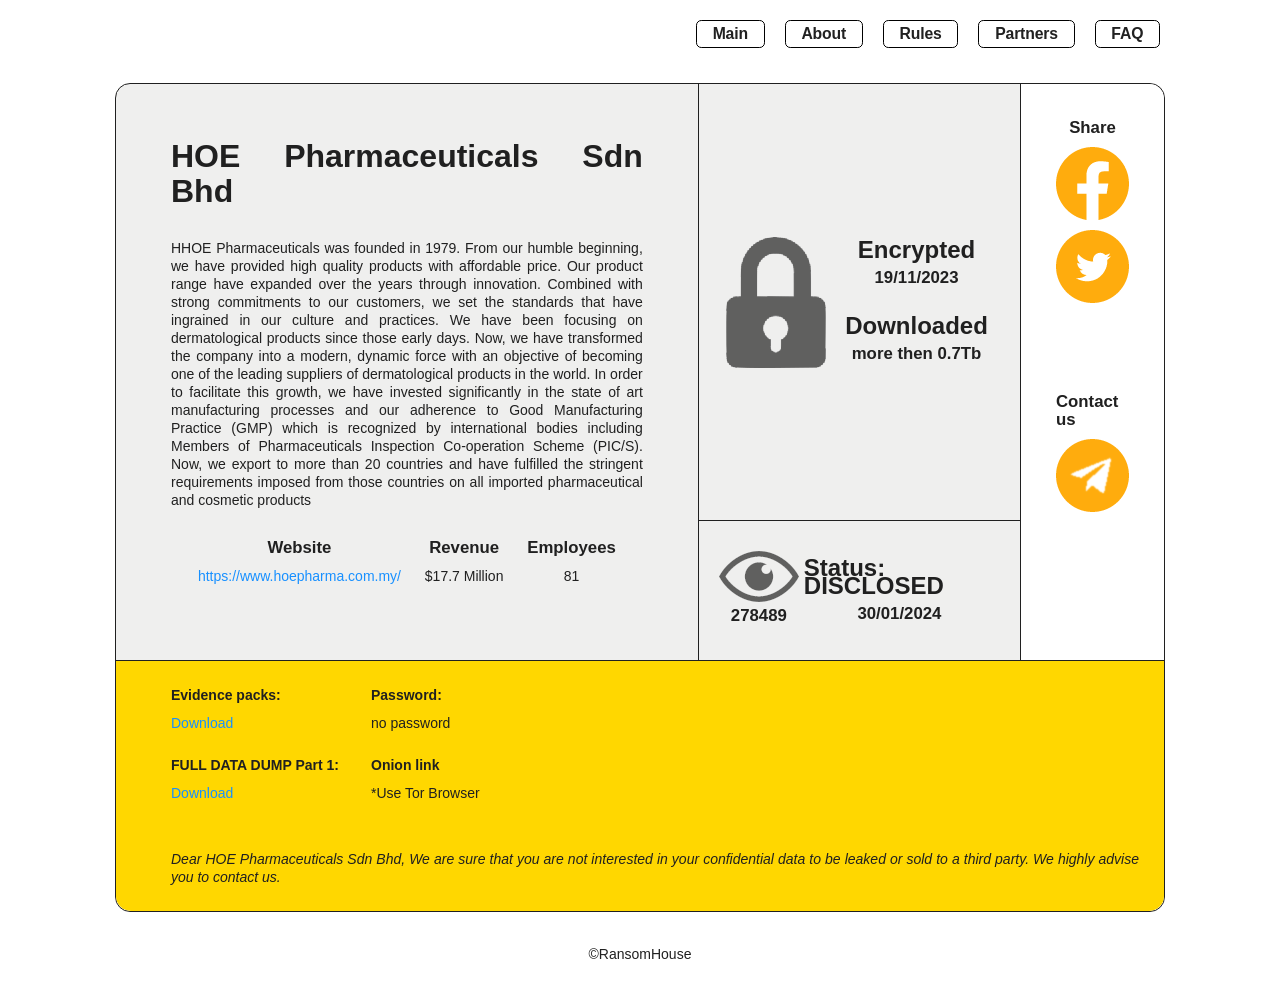 Main
About
Rules
Partners
FAQ
HOE Pharmaceuticals Sdn
Bhd
HHOE Pharmaceuticals was founded in 1979. From our humble beginning,
we have provided high quality products with affordable price. Our product
range have expanded over the years through innovation. Combined with
strong commitments to our customers, we set the standards that have
ingrained in our culture and practices. We have been focusing on
dermatological products since those early days. Now, we have transformed
the company into a modern, dynamic force with an objective of becoming
one of the leading suppliers of dermatological products in the world. In order
to facilitate this growth, we have invested significantly in the state of art
manufacturing processes and our adherence to Good Manufacturing
Practice (GMP) which is recognized by international bodies including
Members of Pharmaceuticals Inspection Co-operation Scheme (PIC/S).
Now, we export to more than 20 countries and have fulfilled the stringent
requirements imposed from those countries on all imported pharmaceutical
and cosmetic products
Website
Revenue
Employees
https://www.hoepharma.com.my/
$17.7 Million
81
Encrypted
19/11/2023
Downloaded
more then 0.7Tb
278489
Status:
DISCLOSED
30/01/2024
Share
Contact
us
Evidence packs:
Password:
Download
no password
FULL DATA DUMP Part 1:
Onion link
Download
*Use Tor Browser
Dear HOE Pharmaceuticals Sdn Bhd, We are sure that you are not interested in your confidential data to be leaked or sold to a third party. We highly advise
you to contact us.
©RansomHouse